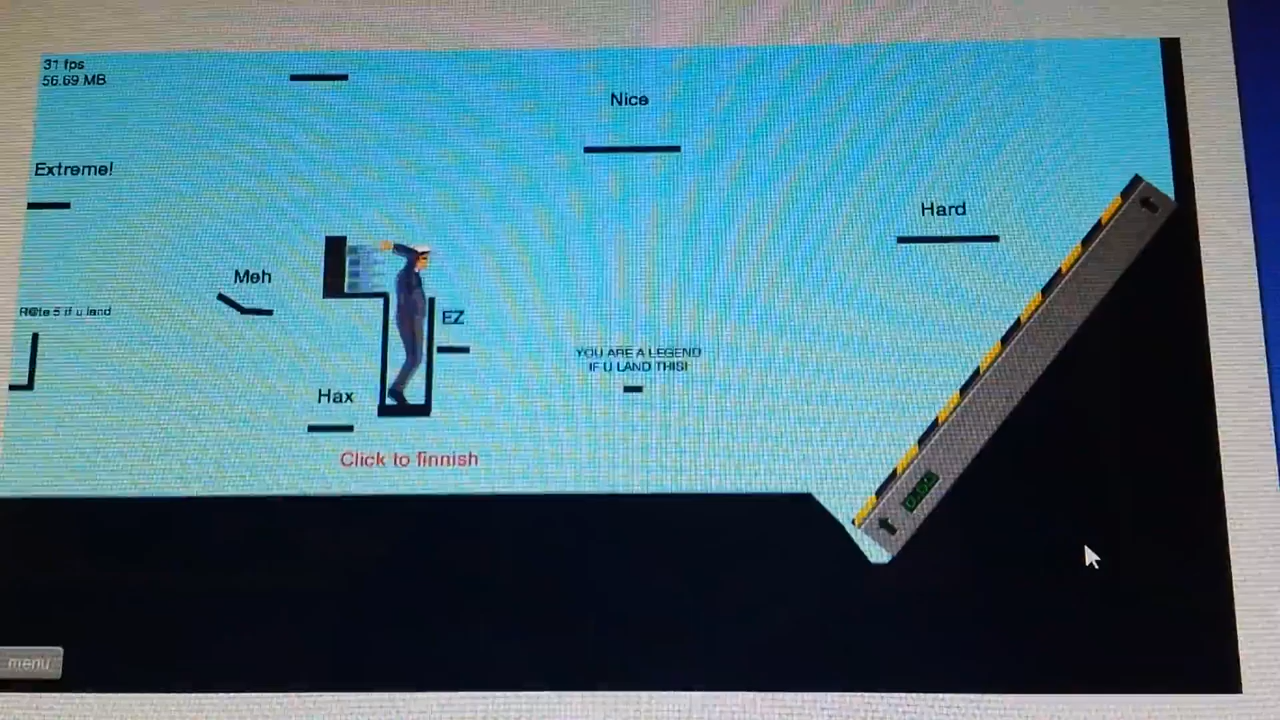 31 fps
56.69 MB
Nice
Extreme!
Hard
Meh
R@te 5 if u land
EZ
YOU ARE A LEGEND
IF U LAND THIS!
Hax
Click to finnish
menu